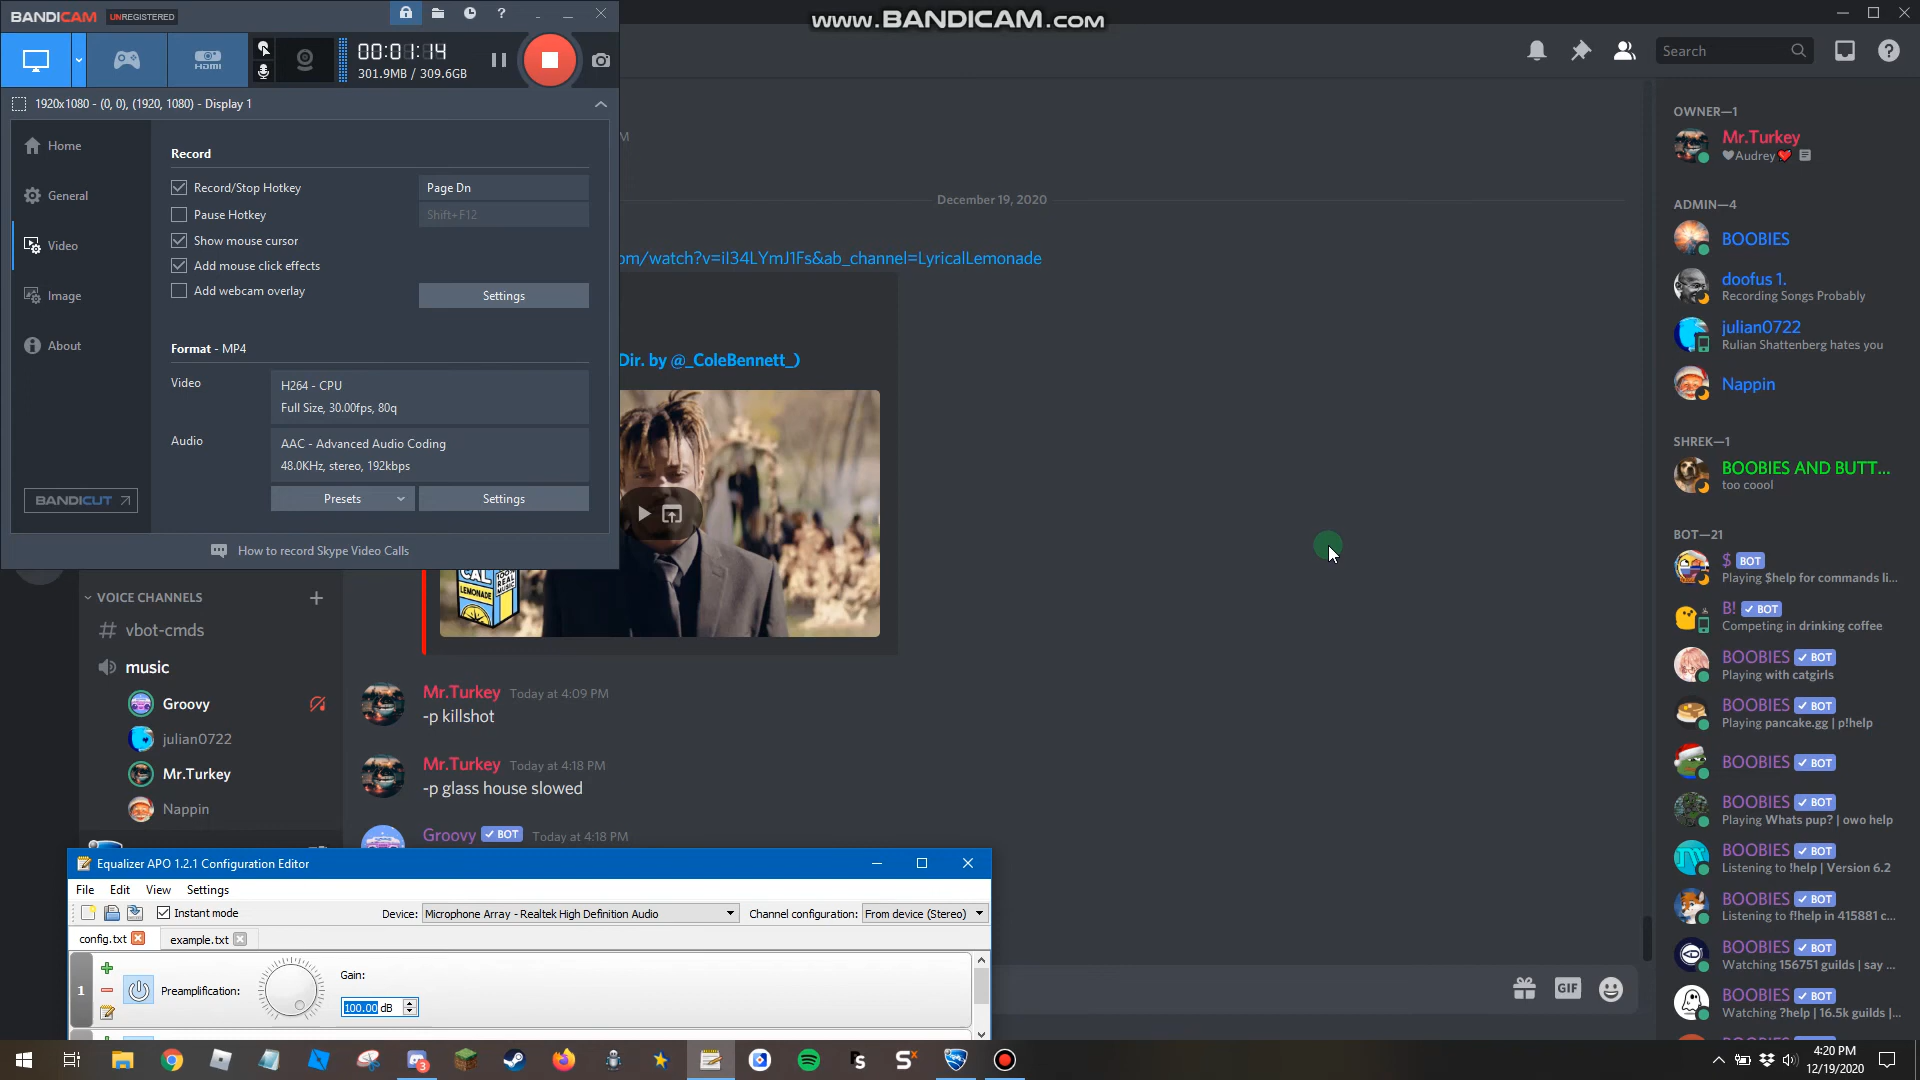 BANDICAM UNREGISTERED
www.BANDICAM.com
00:01:14
301.9MB / 309.6GB
HDMI
1920x1080 - (0, 0), (1920, 1080) - Display 1
Home
General
Video
Image
About
BANDICUT
Record
Record/Stop Hotkey Page Dn
Pause Hotkey Shift+F12
Show mouse cursor
Add mouse click effects
Add webcam overlay
Settings
Format - MP4
Video
H264 - CPU
Full Size, 30.00fps, 80q
Audio
AAC - Advanced Audio Coding
48.0KHz, stereo, 192kbps
Presets
Settings
How to record Skype Video Calls
Search
M
December 19, 2020
om/watch?v=iI34LYmJ1Fs&ab_channel=LyricalLemonade
Dir. by @_ColeBennett_)
CAL
LEMONADE
VOICE CHANNELS
vbot-cmds
music
Groovy
julian0722
Mr.Turkey
Nappin
Mr.Turkey Today at 4:09 PM
-p killshot
Mr.Turkey Today at 4:18 PM
-p glass house slowed
Groovy BOT Today at 4:18 PM
GIF
OWNER—1
Mr.Turkey
Audrey
ADMIN—4
BOOBIES
doofus 1.
Recording Songs Probably
julian0722
Rulian Shattenberg hates you
Nappin
SHREK—1
BOOBIES AND BUTT...
too coool
BOT—21
$ BOT
Playing $help for commands li...
B! BOT
Competing in drinking coffee
BOOBIES BOT
Playing with catgirls
BOOBIES BOT
Playing pancake.gg | p!help
BOOBIES BOT
BOOBIES BOT
Playing Whats pup? | owo help
BOOBIES BOT
Listening to !help | Version 6.2
BOOBIES BOT
Listening to f!help in 415881 c...
BOOBIES BOT
Watching 156751 guilds | say ...
BOOBIES BOT
Watching ?help | 16.5k guilds |...
BOOBIES BOT
Equalizer APO 1.2.1 Configuration Editor
File Edit View Settings
Instant mode
Device: Microphone Array - Realtek High Definition Audio
Channel configuration: From device (Stereo)
config.txt example.txt
1
Preamplification:
Gain:
100.00 dB
3
4:20 PM
12/19/2020